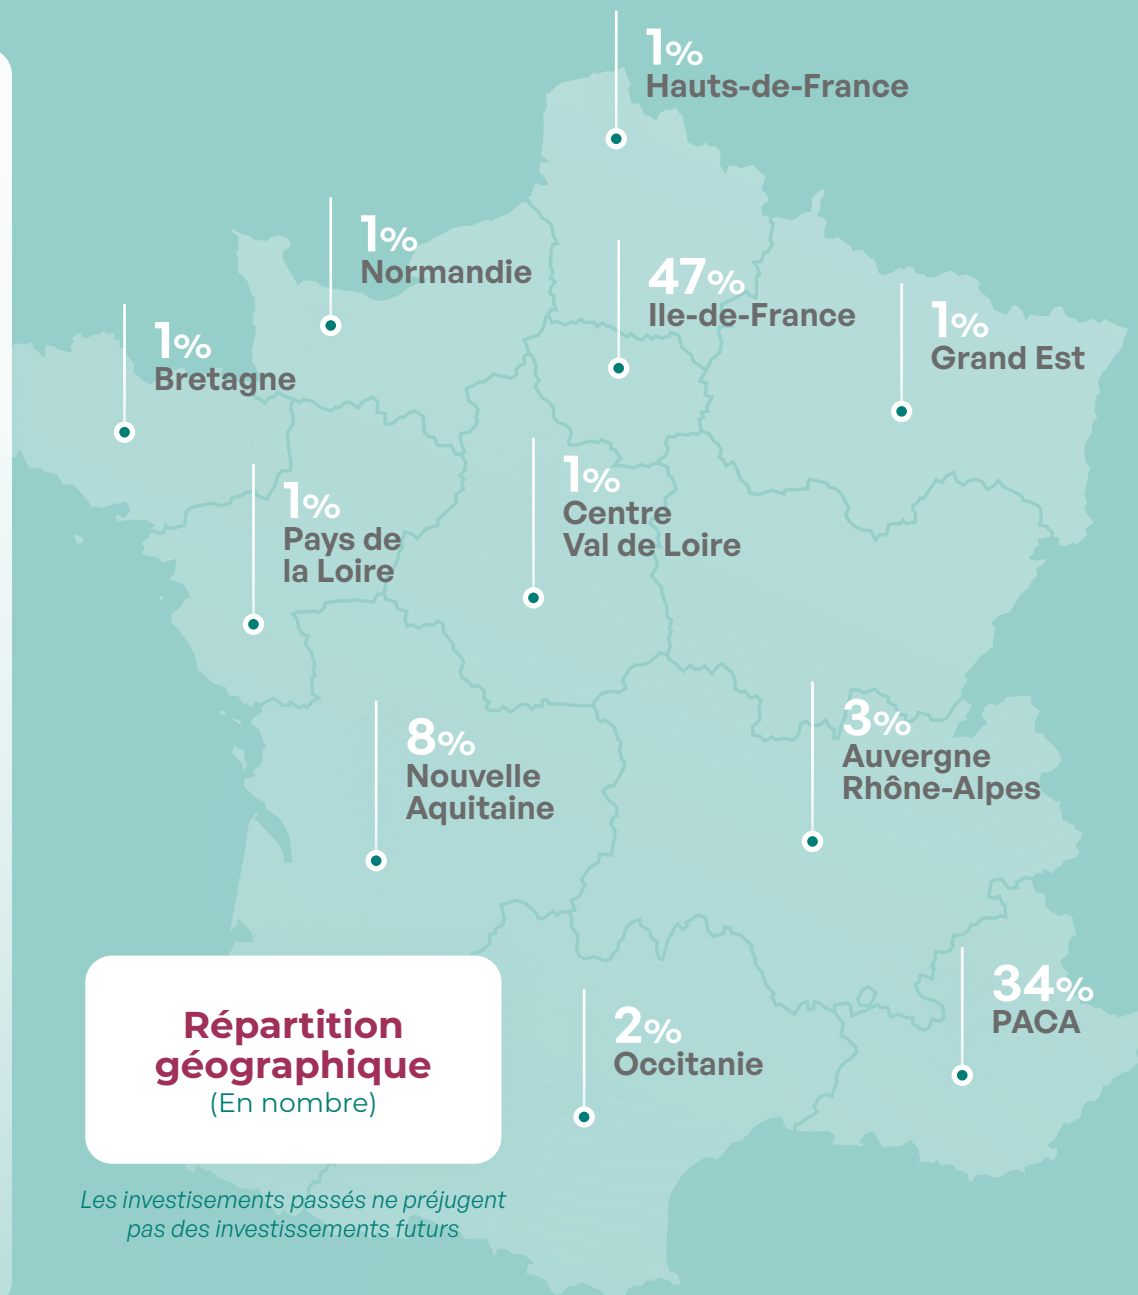 1%
Hauts-de-France
1%
Normandie
47%
Ile-de-France
1%
Grand Est
1%
Bretagne
1%
Pays de
la Loire
1%
Centre
Val de Loire
8%
Nouvelle
Aquitaine
3%
Auvergne
Rhône-Alpes
34%
PACA
2%
Occitanie
Répartition
géographique
(En nombre)
Les investisements passés ne préjugent
pas des investissements futurs